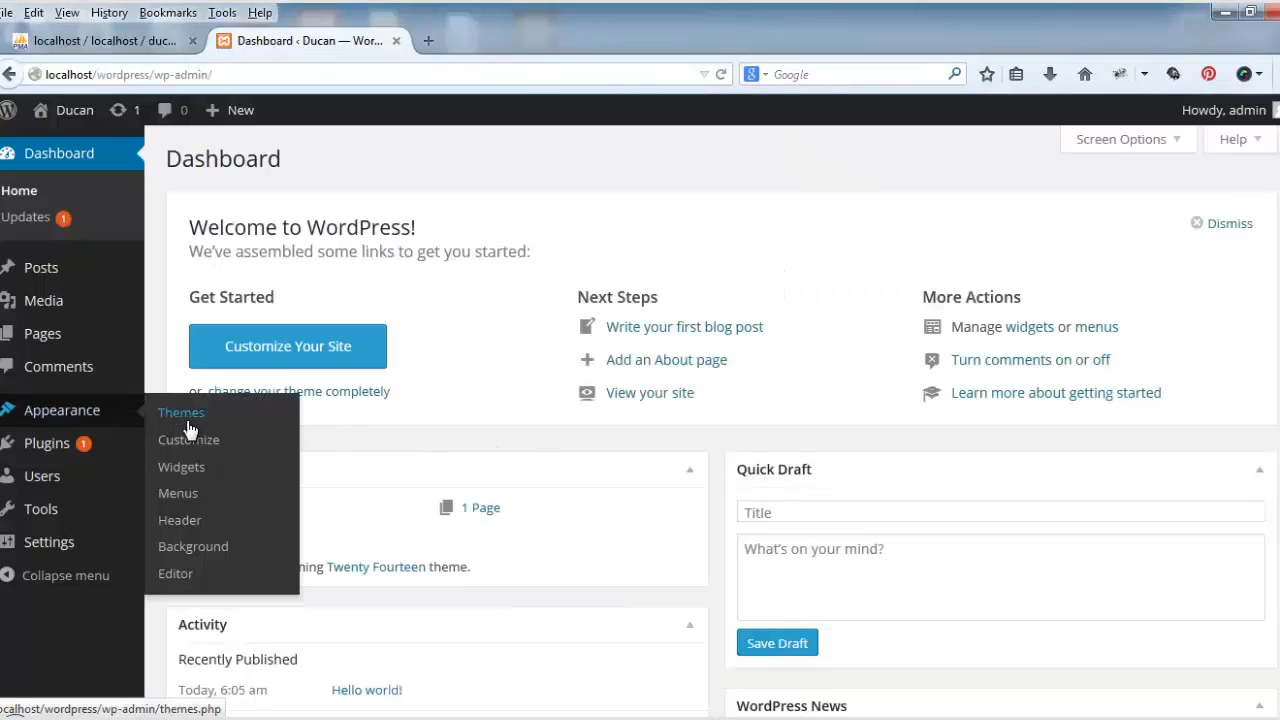 ile Edit View History Bookmarks Tools Help
localhost / localhost / duc...
Dashboard ‹ Ducan — Wor...
localhost/wordpress/wp-admin/
Google
Ducan 1 0 New
Howdy, admin
Dashboard
Home
Updates 1
Posts
Media
Pages
Comments
Appearance
Plugins 1
Users
Tools
Settings
Collapse menu
Themes
Customize
Widgets
Menus
Header
Background
Editor
Screen Options
Help
Dashboard
Welcome to WordPress!
We've assembled some links to get you started:
Dismiss
Get Started
Customize Your Site
or, change your theme completely
Next Steps
Write your first blog post
Add an About page
View your site
More Actions
Manage widgets or menus
Turn comments on or off
Learn more about getting started
1 Page
ning Twenty Fourteen theme.
Activity
Recently Published
Today, 6:05 am Hello world!
Quick Draft
Title
What's on your mind?
Save Draft
WordPress News
ocalhost/wordpress/wp-admin/themes.php